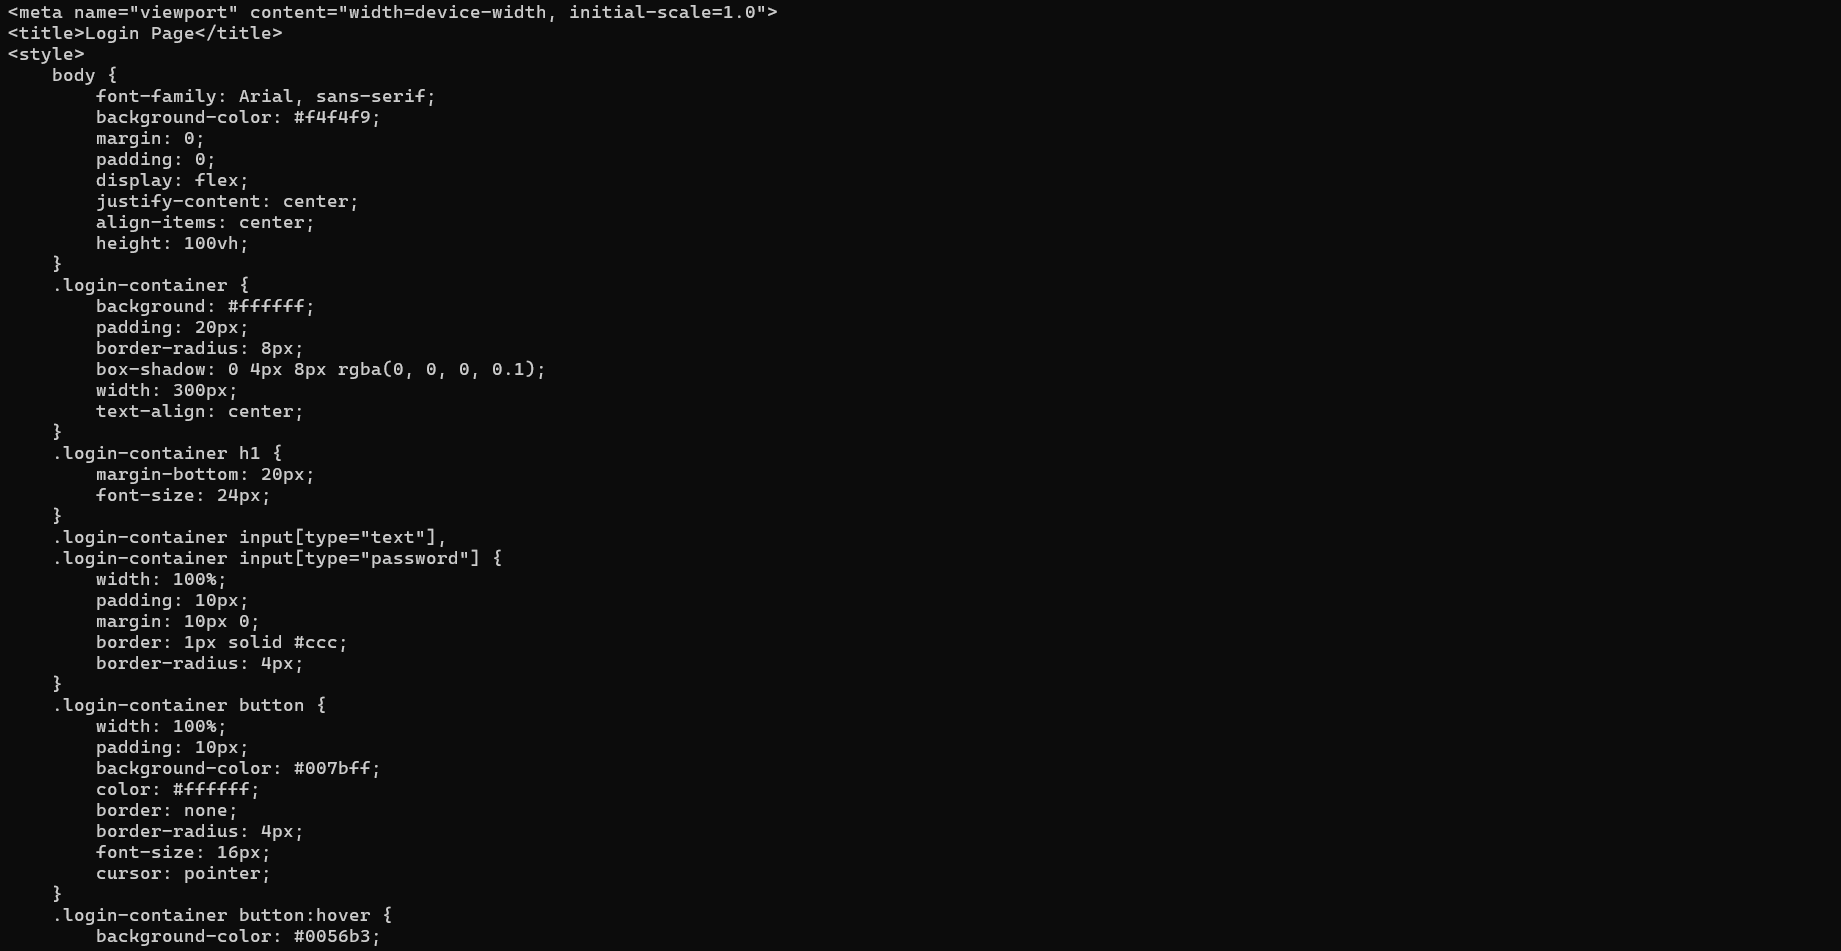 <meta name="viewport" content="width=device-width, initial-scale=1.0">
<title>Login Page</title>
<style>
    body {
        font-family: Arial, sans-serif;
        background-color: #f4f4f9;
        margin: 0;
        padding: 0;
        display: flex;
        justify-content: center;
        align-items: center;
        height: 100vh;
    }
    .login-container {
        background: #ffffff;
        padding: 20px;
        border-radius: 8px;
        box-shadow: 0 4px 8px rgba(0, 0, 0, 0.1);
        width: 300px;
        text-align: center;
    }
    .login-container h1 {
        margin-bottom: 20px;
        font-size: 24px;
    }
    .login-container input[type="text"],
    .login-container input[type="password"] {
        width: 100%;
        padding: 10px;
        margin: 10px 0;
        border: 1px solid #ccc;
        border-radius: 4px;
    }
    .login-container button {
        width: 100%;
        padding: 10px;
        background-color: #007bff;
        color: #ffffff;
        border: none;
        border-radius: 4px;
        font-size: 16px;
        cursor: pointer;
    }
    .login-container button:hover {
        background-color: #0056b3;